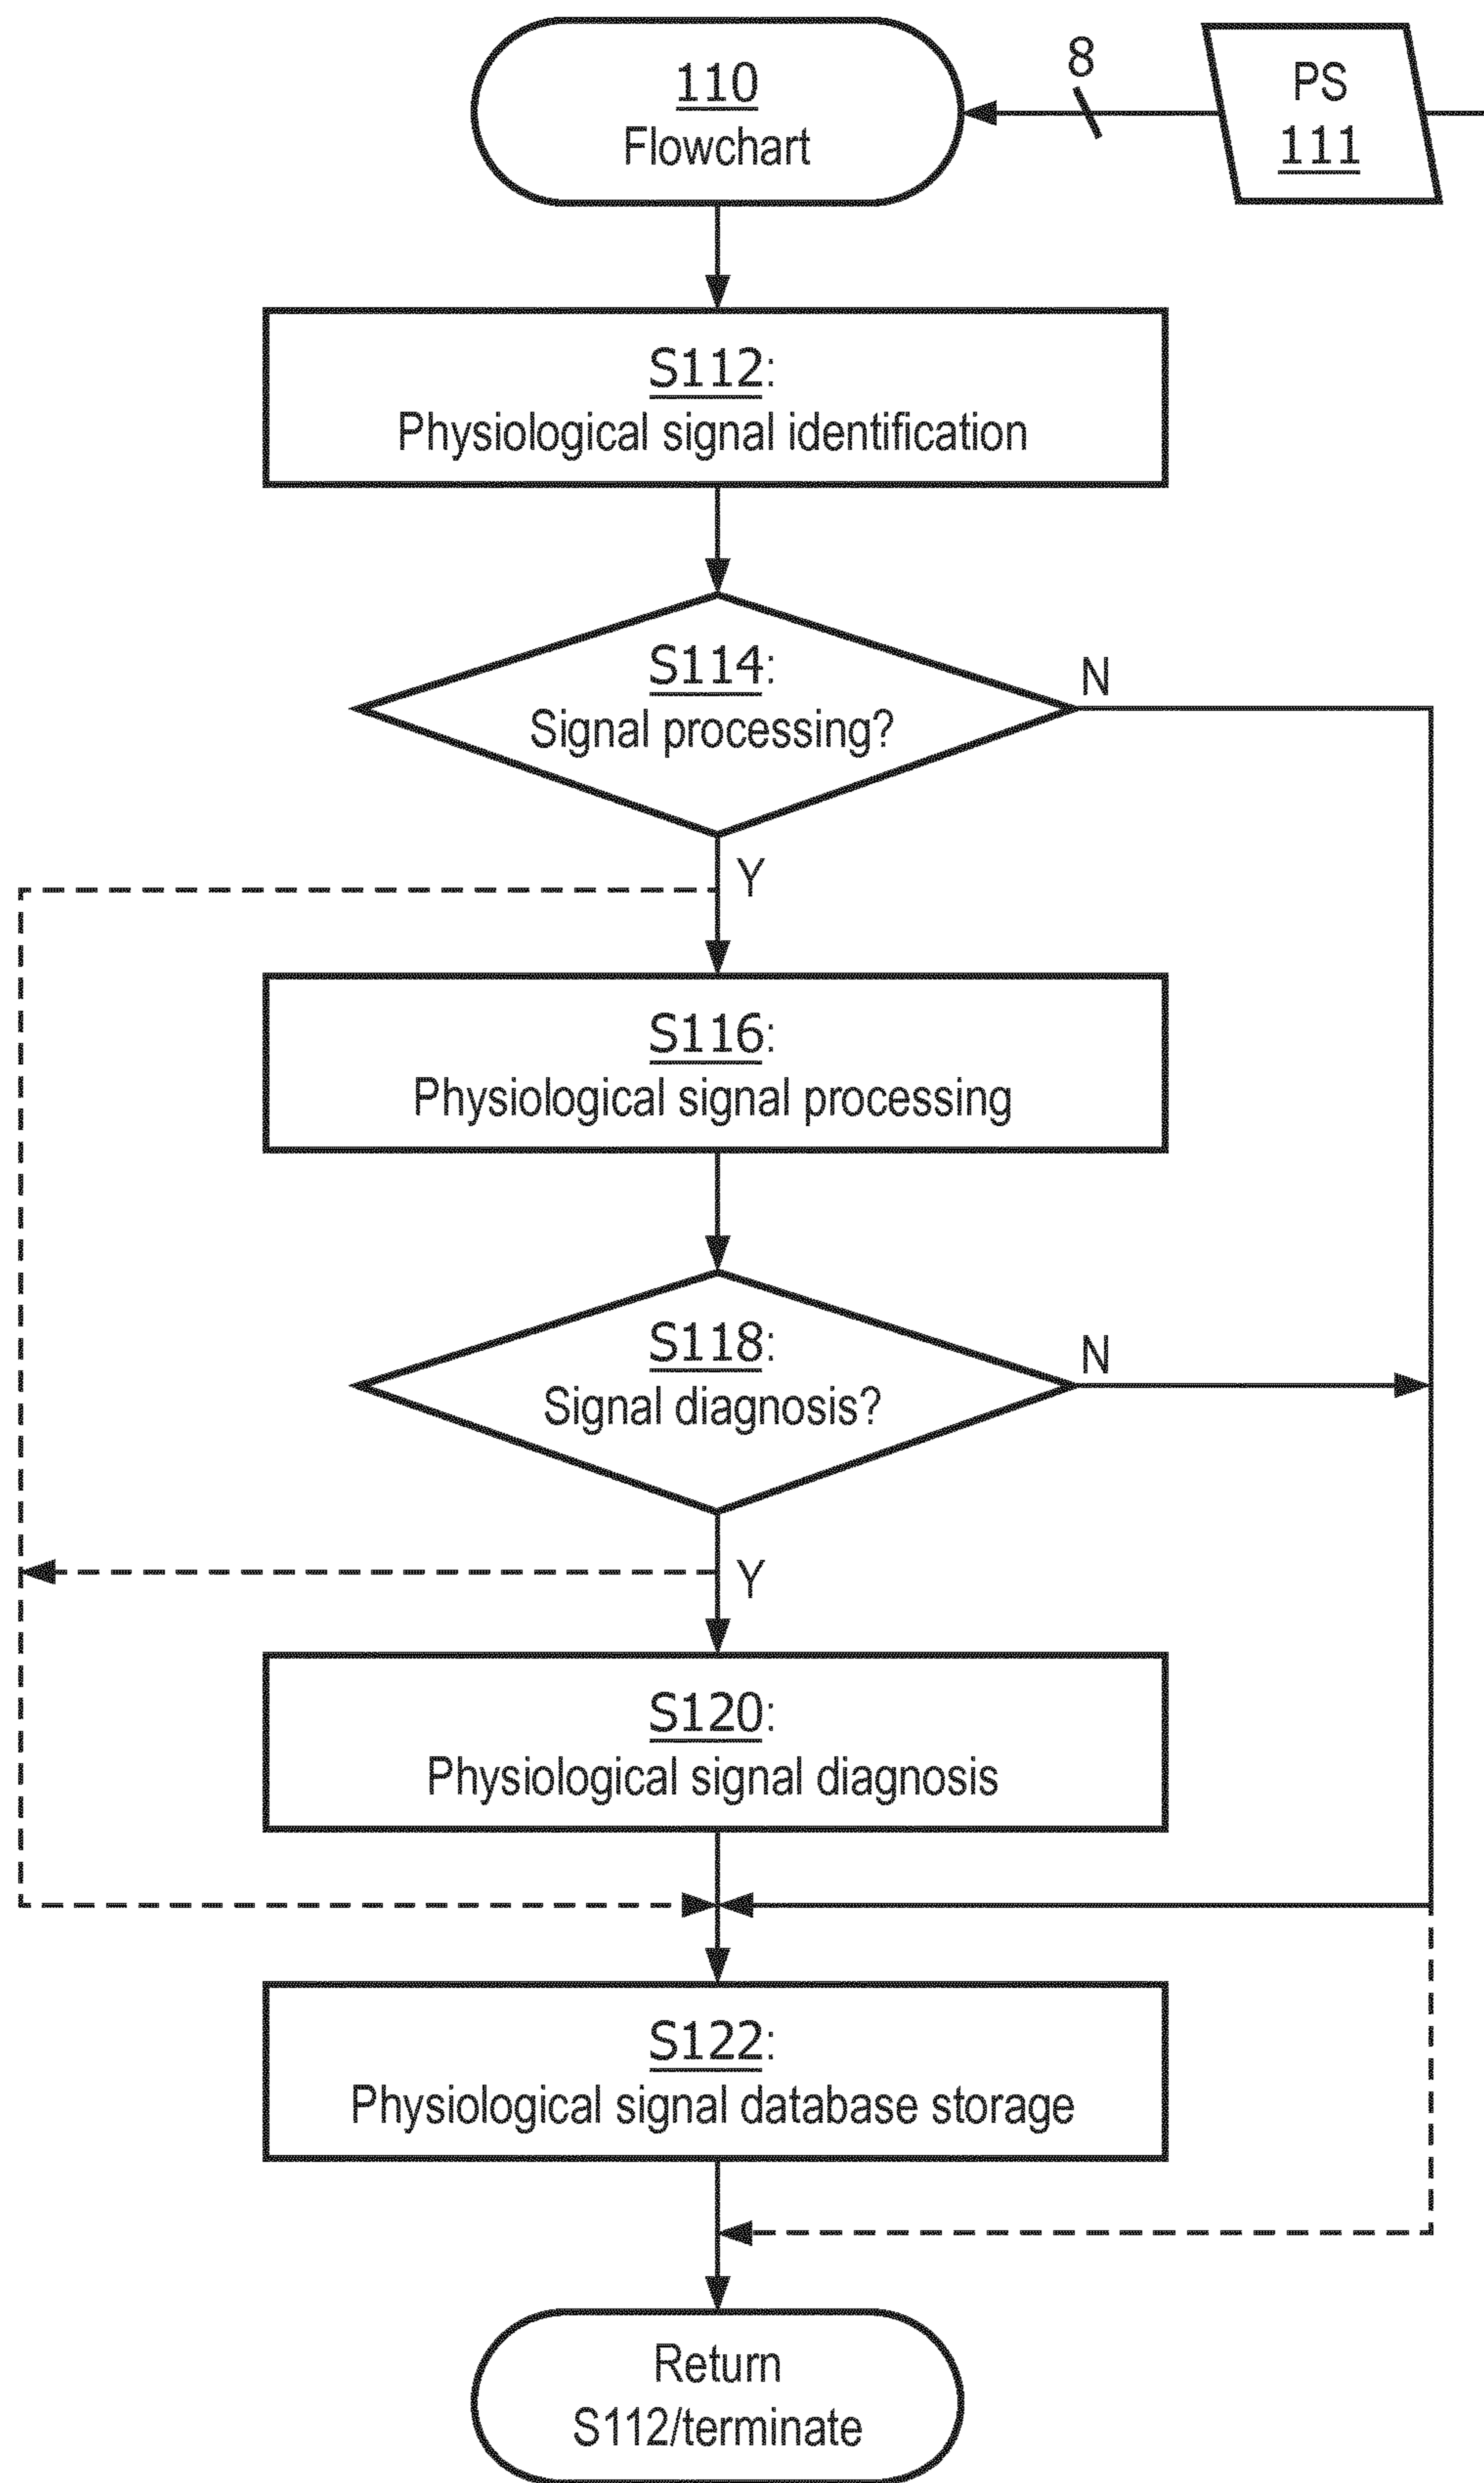 110
Flowchart
8
PS
111
S112:
Physiological signal identification
S114:
Signal processing?
N
Y
S116:
Physiological signal processing
S118:
Signal diagnosis?
N
Y
S120:
Physiological signal diagnosis
S122:
Physiological signal database storage
Return
S112/terminate